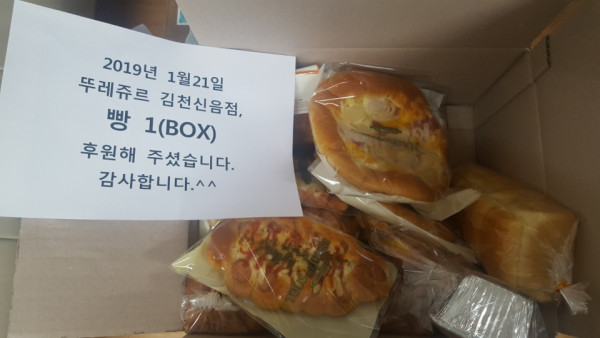 2019년 1월21일
뚜레쥬르 김천신음점,
빵 1(BOX)
후원해 주셨습니다.
감사합니다.^^